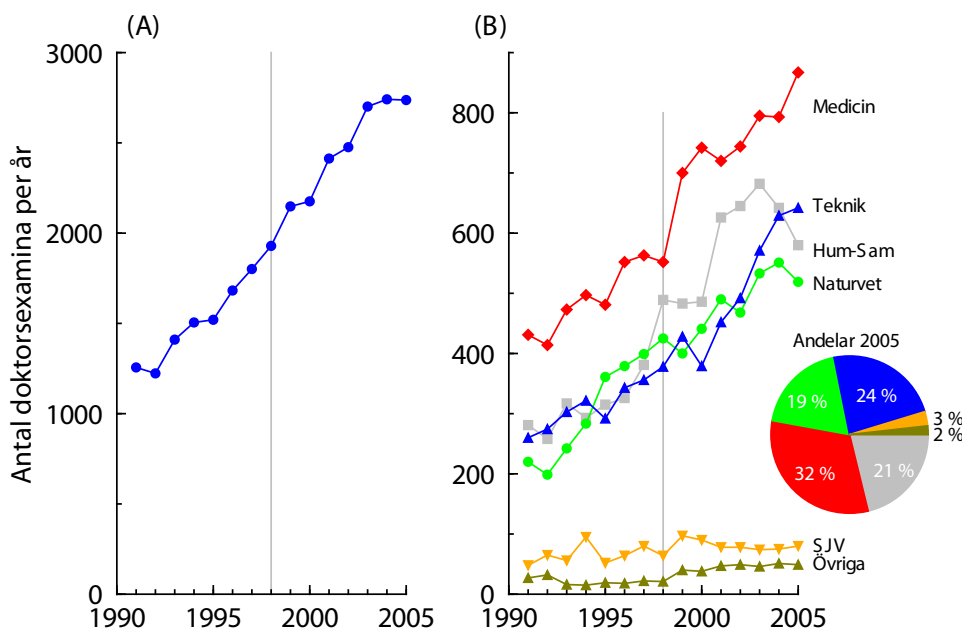 (A)
(B)
Antal doktorsexamina per år
3000
2000
1000
0
1990
1995
2000
2005
800
600
400
200
0
1990
1995
2000
2005
Medicin
Teknik
Hum-Sam
Naturvet
Andelar 2005
19 %
24 %
3 %
2 %
32 %
21 %
SJV
Övriga